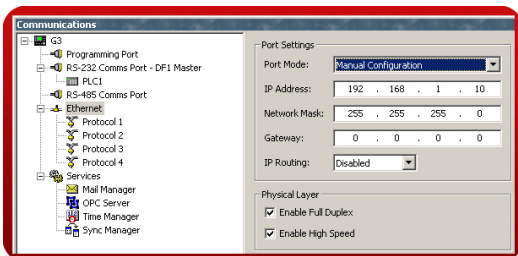 Communications
G3
Programming Port
RS-232 Comms Port - DF1 Master
PLC1
RS-485 Comms Port
Ethernet
Protocol 1
Protocol 2
Protocol 3
Protocol 4
Services
Mail Manager
OPC Server
Time Manager
Sync Manager
Port Settings
Port Mode: Manual Configuration
IP Address: 192 . 168 . 1 . 10
Network Mask: 255 . 255 . 255 . 0
Gateway: 0 . 0 . 0 . 0
IP Routing: Disabled
Physical Layer
Enable Full Duplex
Enable High Speed